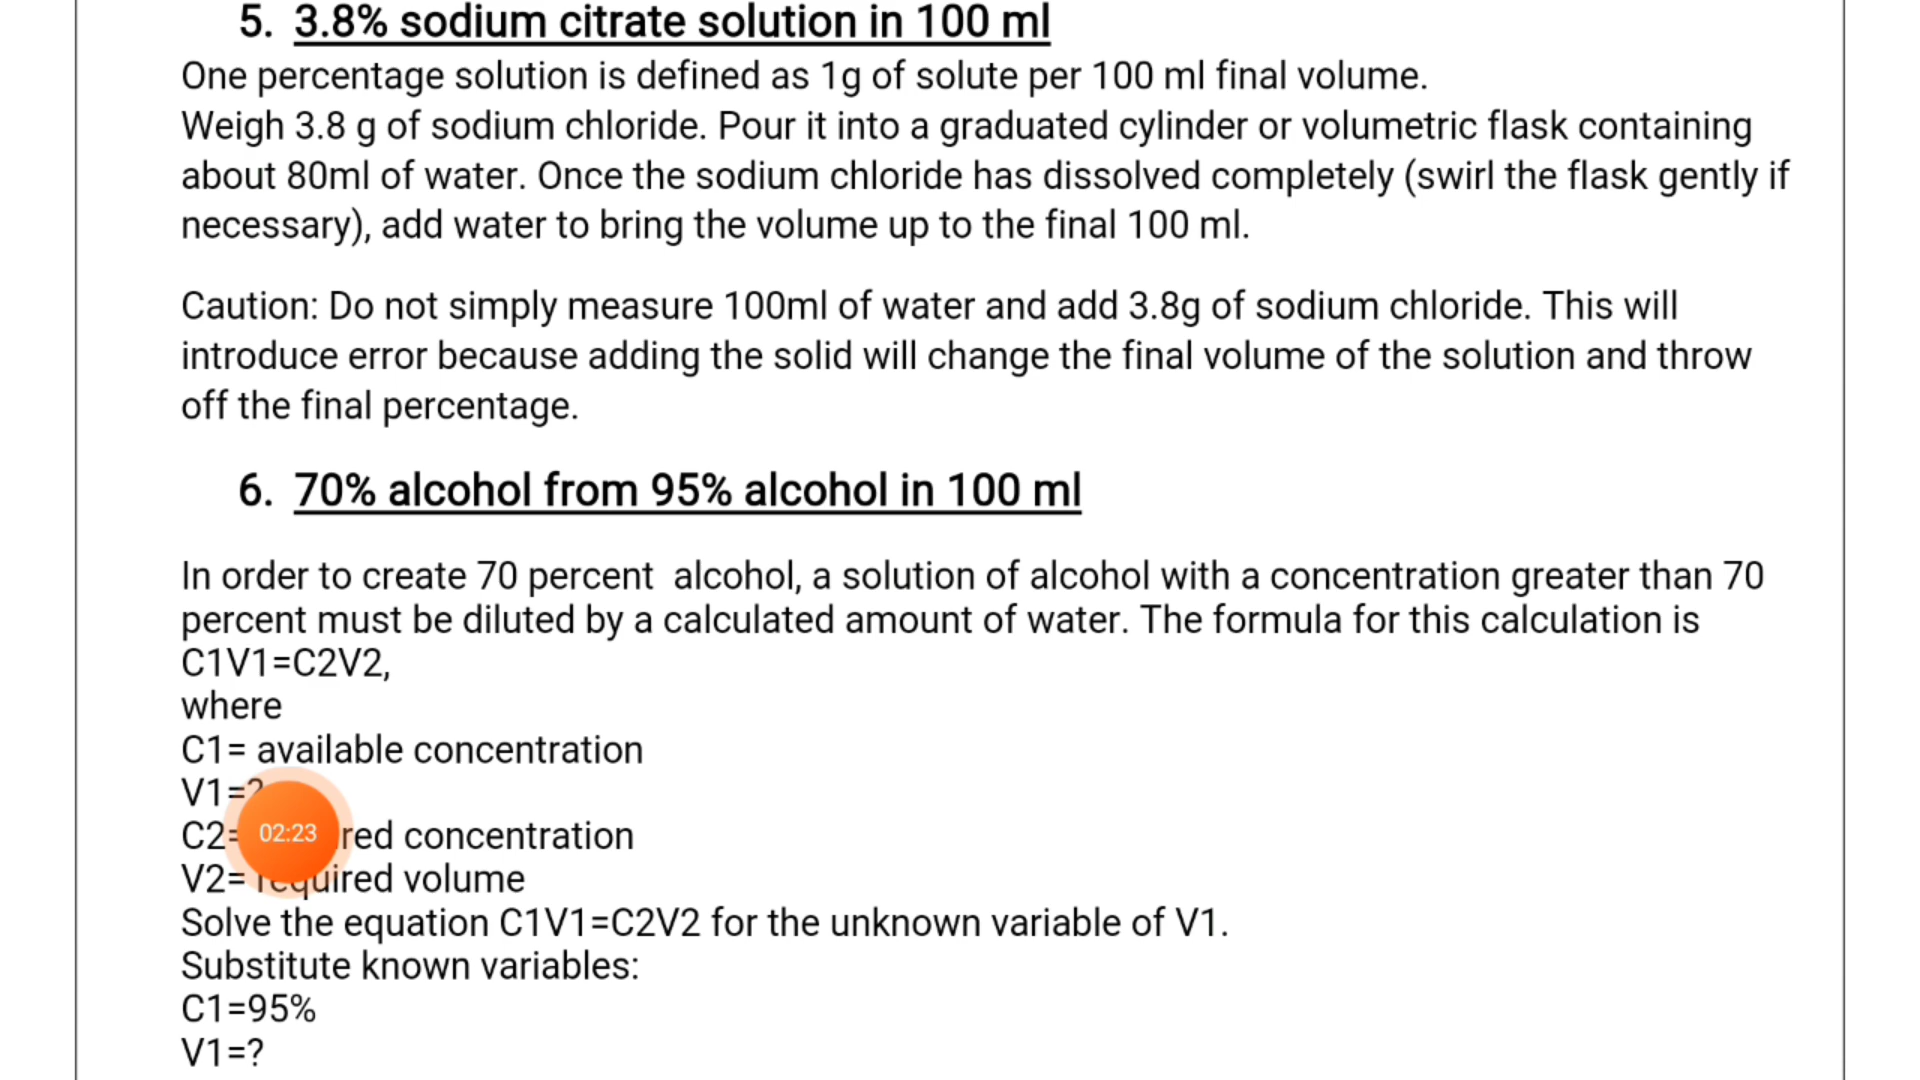 5. 3.8% sodium citrate solution in 100 ml
One percentage solution is defined as 1g of solute per 100 ml final volume.
Weigh 3.8 g of sodium chloride. Pour it into a graduated cylinder or volumetric flask containing
about 80ml of water. Once the sodium chloride has dissolved completely (swirl the flask gently if
necessary), add water to bring the volume up to the final 100 ml.
Caution: Do not simply measure 100ml of water and add 3.8g of sodium chloride. This will
introduce error because adding the solid will change the final volume of the solution and throw
off the final percentage.
6. 70% alcohol from 95% alcohol in 100 ml
In order to create 70 percent  alcohol, a solution of alcohol with a concentration greater than 70
percent must be diluted by a calculated amount of water. The formula for this calculation is
C1V1=C2V2,
where
C1= available concentration
V1=?
C2= concentration
02:23
V2= required volume
Solve the equation C1V1=C2V2 for the unknown variable of V1.
Substitute known variables:
C1=95%
V1=?